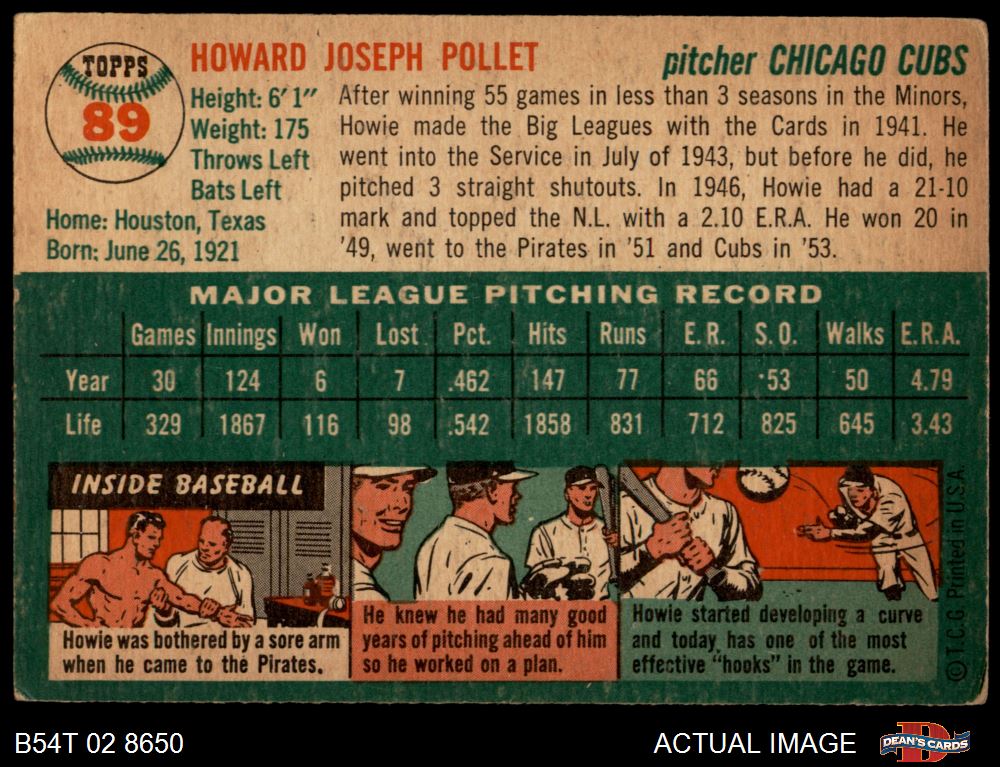 TOPPS
89
HOWARD JOSEPH POLLET
pitcher CHICAGO CUBS
Height: 6' 1"
Weight: 175
Throws Left
Bats Left
Home: Houston, Texas
Born: June 26, 1921
After winning 55 games in less than 3 seasons in the Minors,
Howie made the Big Leagues with the Cards in 1941. He
went into the Service in July of 1943, but before he did, he
pitched 3 straight shutouts. In 1946, Howie had a 21-10
mark and topped the N.L. with a 2.10 E.R.A. He won 20 in
'49, went to the Pirates in '51 and Cubs in '53.
MAJOR LEAGUE PITCHING RECORD
Games Innings Won Lost Pct. Hits Runs E.R. S.O. Walks E.R.A.
Year 30 124 6 7 .462 147 77 66 53 50 4.79
Life 329 1867 116 98 .542 1858 831 712 825 645 3.43
INSIDE BASEBALL
Howie was bothered by a sore arm
when he came to the Pirates.
He knew he had many good
years of pitching ahead of him
so he worked on a plan.
Howie started developing a curve
and today has one of the most
effective "hooks" in the game.
© T.C.G. Printed in U.S.A.
B54T 02 8650
ACTUAL IMAGE
DEAN'S CARDS